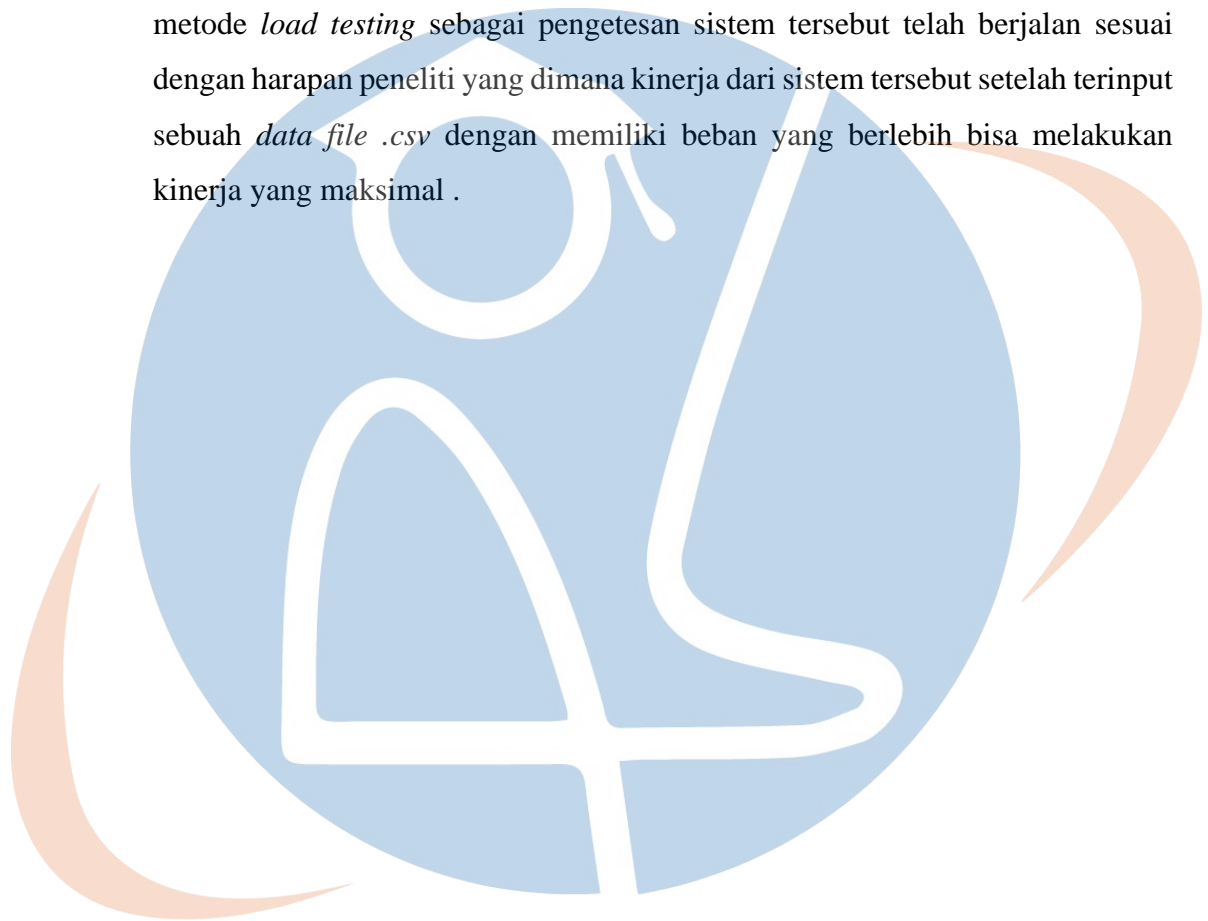 metode load testing sebagai pengetesan sistem tersebut telah berjalan sesuai
dengan harapan peneliti yang dimana kinerja dari sistem tersebut setelah terinput
sebuah data file .csv dengan memiliki beban yang berlebih bisa melakukan
kinerja yang maksimal .